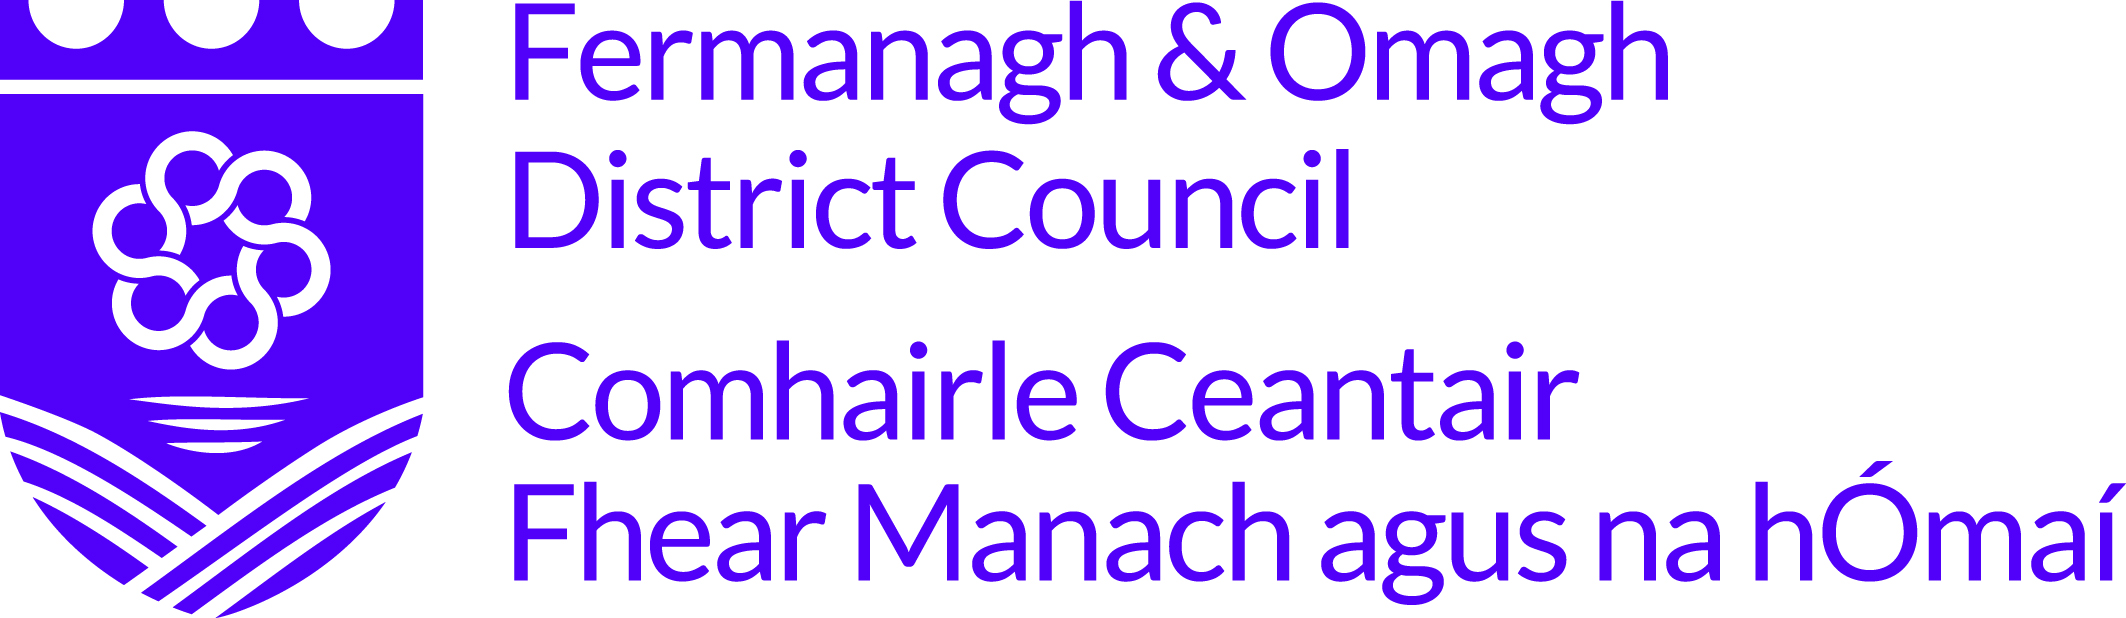 Fermanagh & Omagh
District Council
Comhairle Ceantair
Fhear Manach agus na hÓmaí